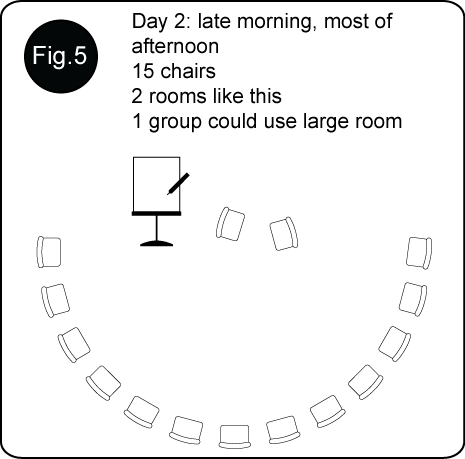 Fig.5
Day 2: late morning, most of
afternoon
15 chairs
2 rooms like this
1 group could use large room